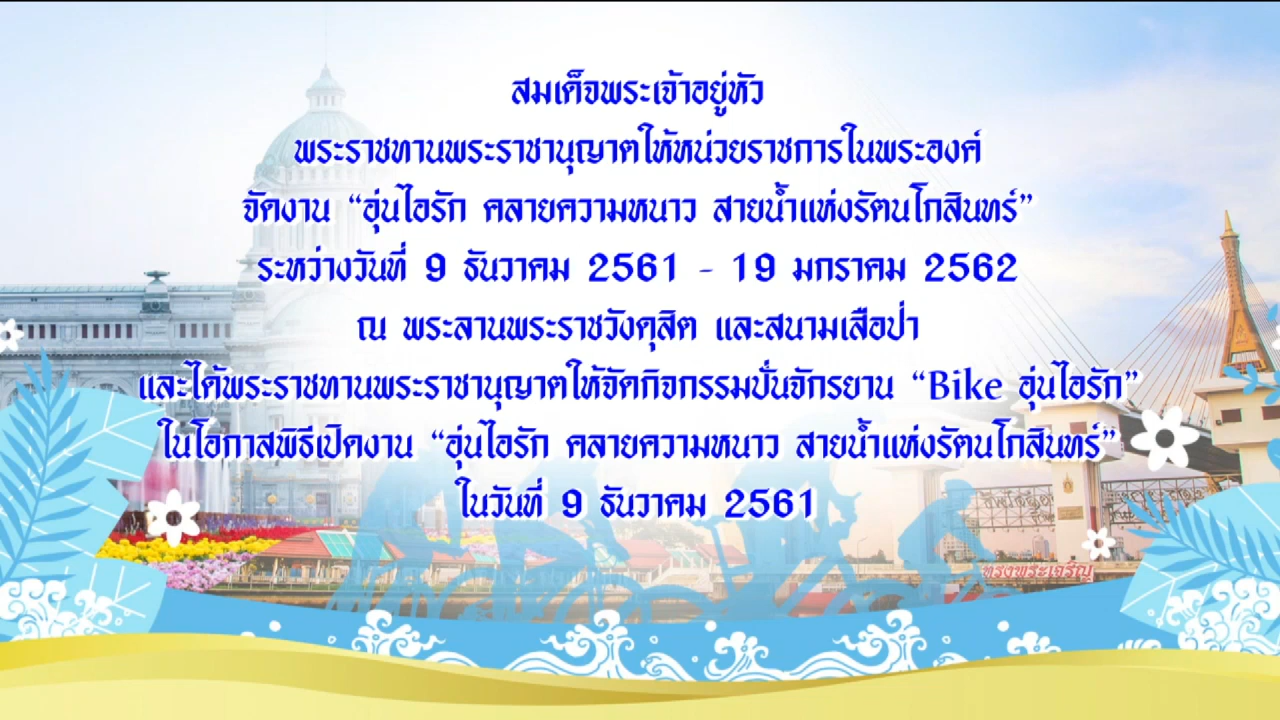 สมเด็จพระเจ้าอยู่หัว
พระราชทานพระราชานุญาตให้หน่วยราชการในพระองค์
จัดงาน “อุ่นไอรัก คลายความหนาว สายน้ำแห่งรัตนโกสินทร์”
ระหว่างวันที่ 9 ธันวาคม 2561 - 19 มกราคม 2562
ณ พระลานพระราชวังดุสิต และสนามเสือป่า
และได้พระราชทานพระราชานุญาตให้จัดกิจกรรมปั่นจักรยาน “Bike อุ่นไอรัก”
ในโอกาสพิธีเปิดงาน “อุ่นไอรัก คลายความหนาว สายน้ำแห่งรัตนโกสินทร์”
ในวันที่ 9 ธันวาคม 2561
ทรงพระเจริญ